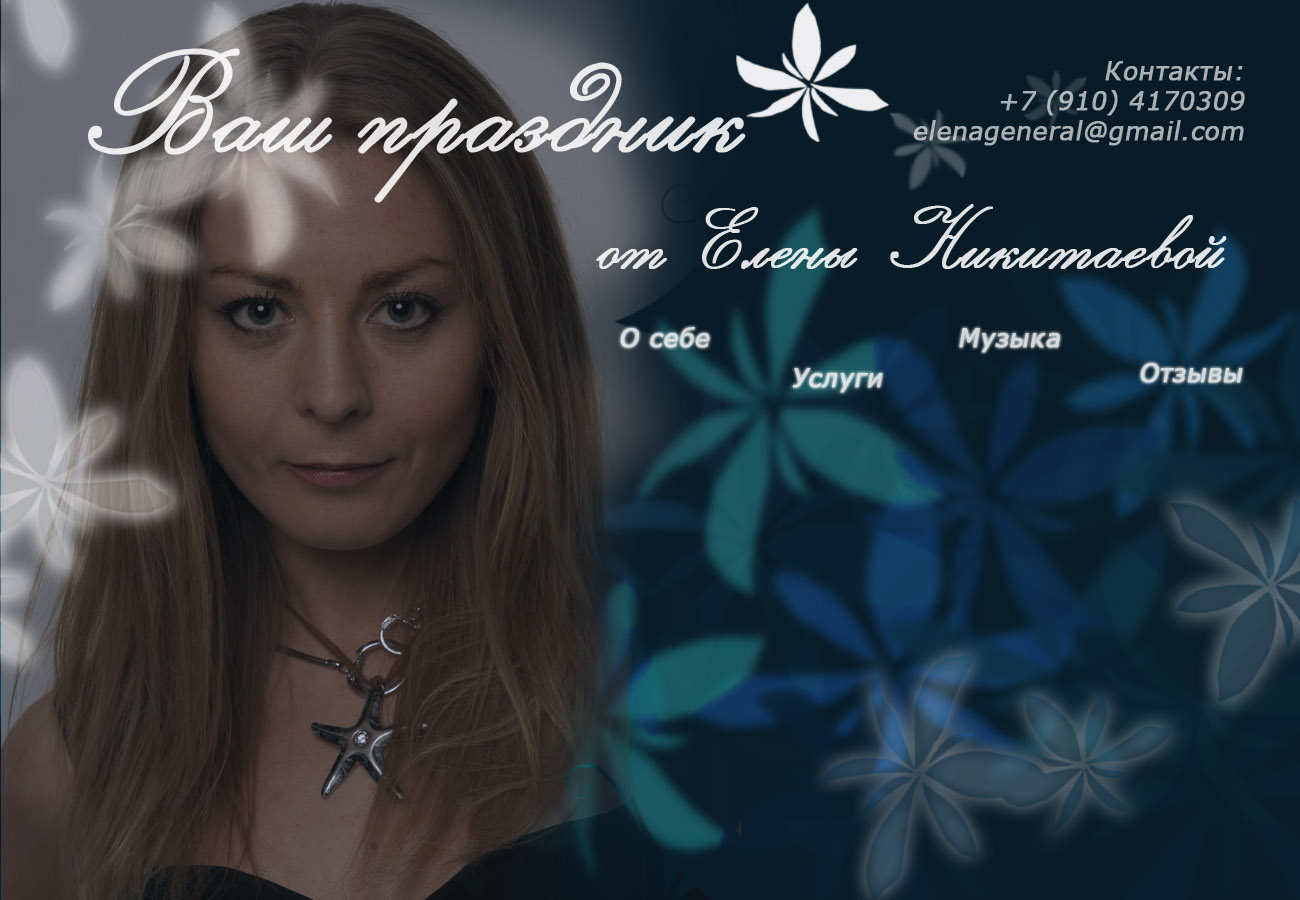 Ваш праздник
Контакты:
+7 (910) 4170309
elenageneral@gmail.com
от Елены Никитаевой
О себе
Музыка
Услуги
Отзывы